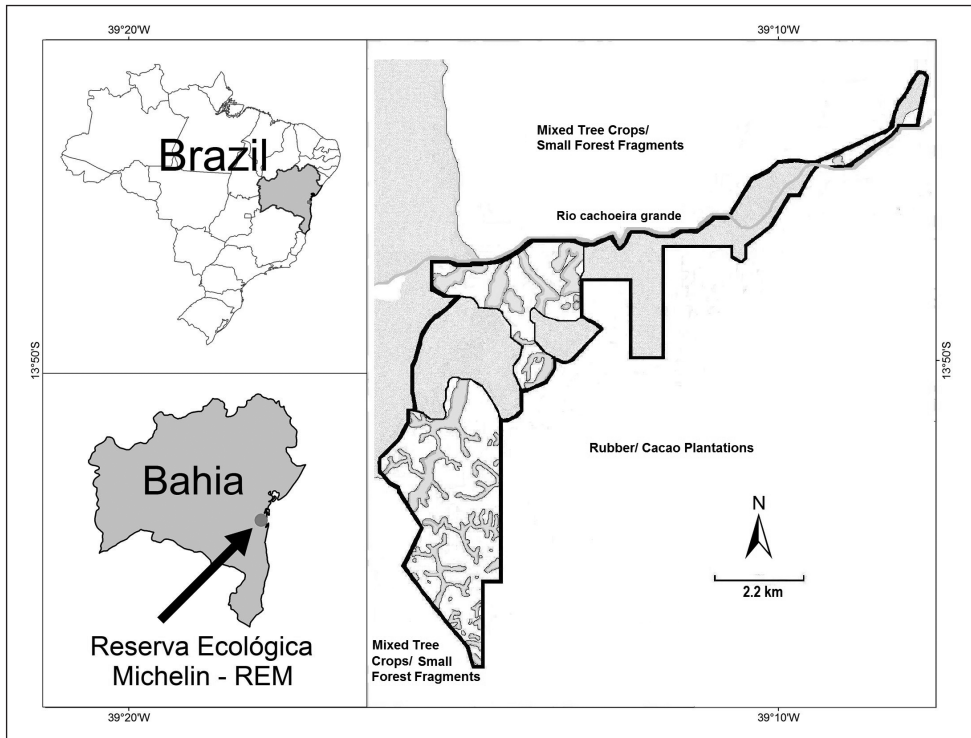 39°20'W
39°10'W
Brazil
Mixed Tree Crops/
Small Forest Fragments
Rio cachoeira grande
13°50'S
13°50'S
Bahia
Rubber/ Cacao Plantations
N
2.2 km
Reserva Ecológica
Michelin - REM
Mixed Tree
Crops/ Small
Forest Fragments
39°20'W
39°10'W